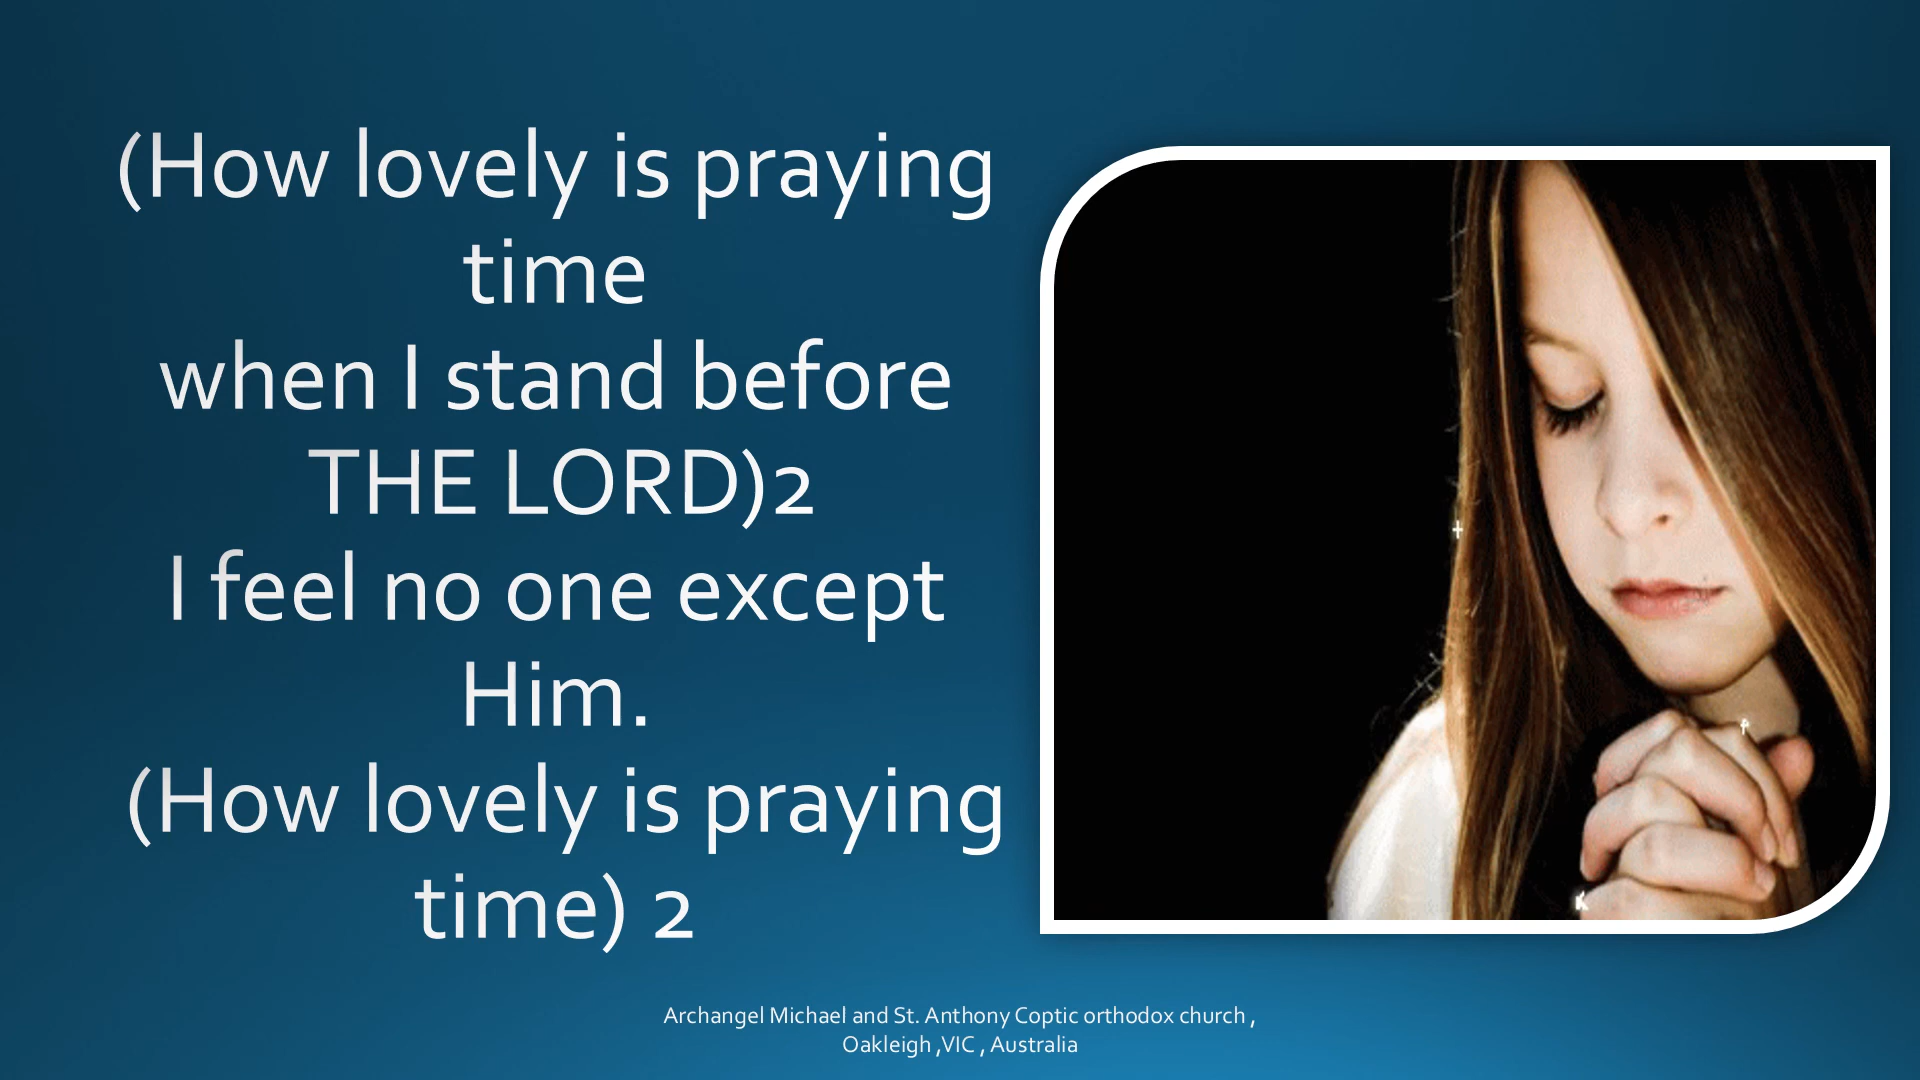 (How lovely is praying
time
when I stand before
THE LORD)2
I feel no one except
Him.
(How lovely is praying
time) 2
Archangel Michael and St. Anthony Coptic orthodox church ,
Oakleigh ,VIC , Australia